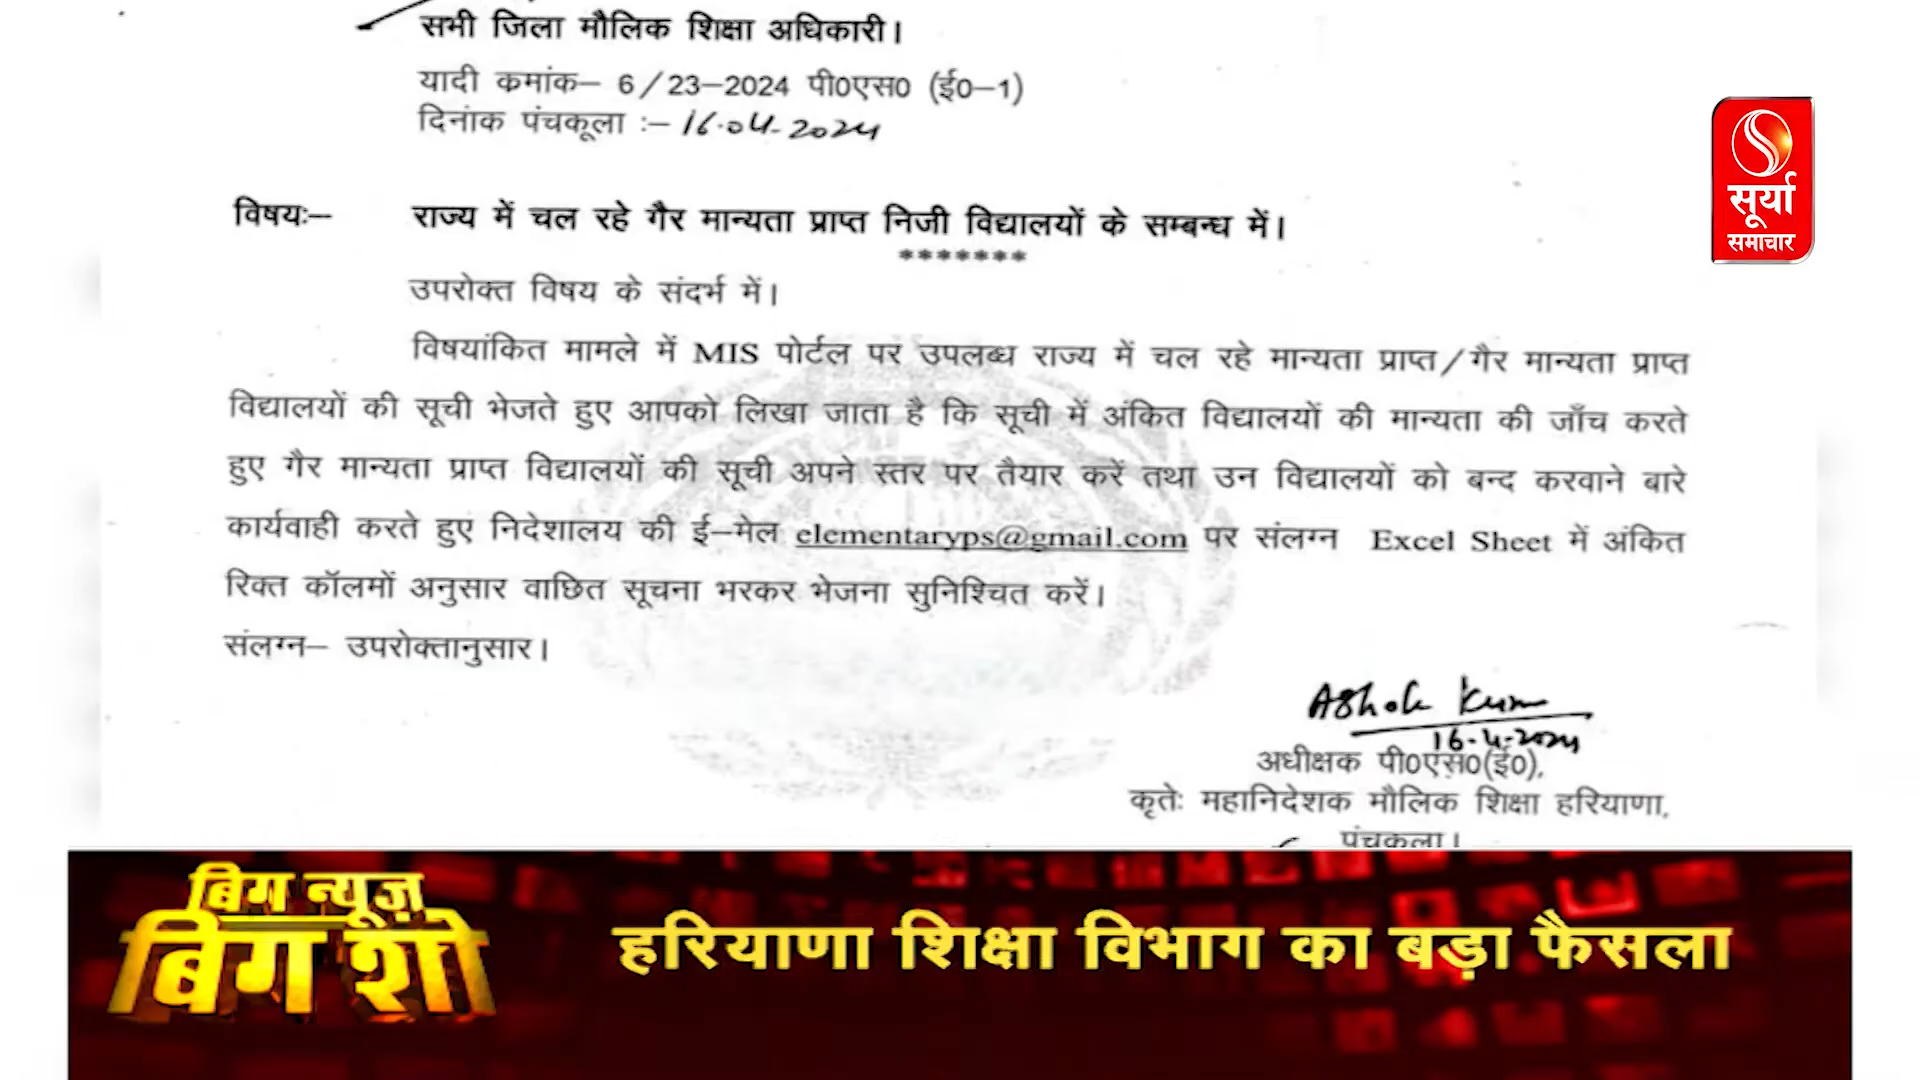 सभी जिला मौलिक शिक्षा अधिकारी।
यादी कमांक– 6/23–2024 पी0एस0 (ई0–1)
दिनांक पंचकूला :– 16.04.2024
विषयः– राज्य में चल रहे गैर मान्यता प्राप्त निजी विद्यालयों के सम्बन्ध में।
*******
उपरोक्त विषय के संदर्भ में।
विषयांकित मामले में MIS पोर्टल पर उपलब्ध राज्य में चल रहे मान्यता प्राप्त/गैर मान्यता प्राप्त
विद्यालयों की सूची भेजते हुए आपको लिखा जाता है कि सूची में अंकित विद्यालयों की मान्यता की जाँच करते
हुए गैर मान्यता प्राप्त विद्यालयों की सूची अपने स्तर पर तैयार करें तथा उन विद्यालयों को बन्द करवाने बारे
कार्यवाही करते हुए निदेशालय की ई–मेल elementaryps@gmail.com पर संलग्न Excel Sheet में अंकित
रिक्त कॉलमों अनुसार वाछित सूचना भरकर भेजना सुनिश्चित करें।
संलग्न– उपरोक्तानुसार।
Ashok Kumar
16-4-2024
अधीक्षक पी0एस0(ई0),
कृतेः महानिदेशक मौलिक शिक्षा हरियाणा,
पंचकूला।
सूर्या
समाचार
बिग न्यूज़
बिग शो
हरियाणा शिक्षा विभाग का बड़ा फैसला